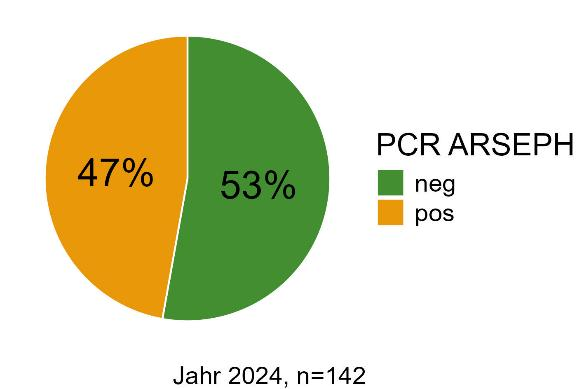 47%
53%
PCR ARSEPH
neg
pos
Jahr 2024, n=142